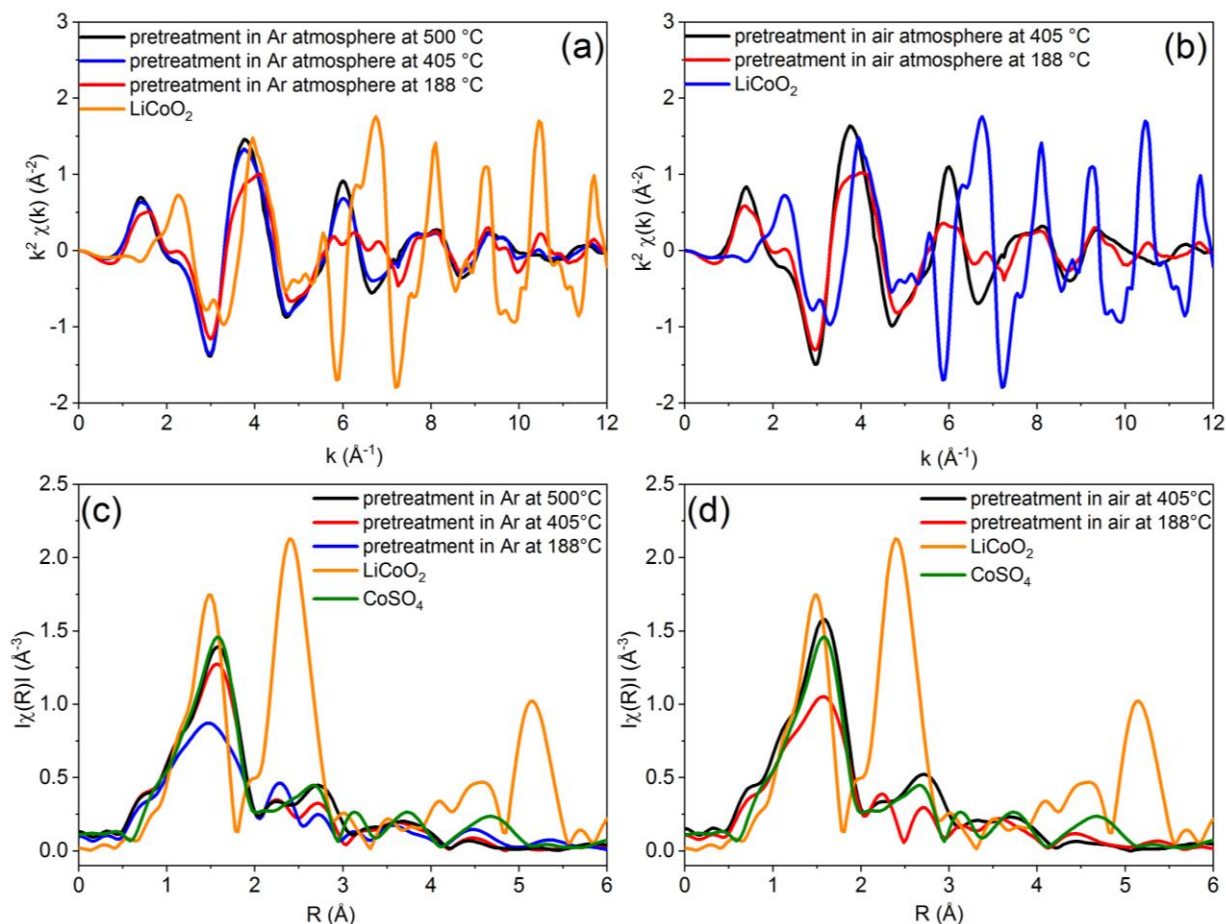 (a)
pretreatment in Ar atmosphere at 500 °C
pretreatment in Ar atmosphere at 405 °C
pretreatment in Ar atmosphere at 188 °C
LiCoO₂
3
2
1
0
-1
-2
k² χ(k) (Å⁻²)
0 2 4 6 8 10 12
k (Å⁻¹)
(b)
pretreatment in air atmosphere at 405 °C
pretreatment in air atmosphere at 188 °C
LiCoO₂
3
2
1
0
-1
-2
k² χ(k) (Å⁻²)
0 2 4 6 8 10 12
k (Å⁻¹)
(c)
pretreatment in Ar at 500°C
pretreatment in Ar at 405°C
pretreatment in Ar at 188°C
LiCoO₂
CoSO₄
2.5
2.0
1.5
1.0
0.5
0.0
Iχ(R)I (Å⁻³)
0 1 2 3 4 5 6
R (Å)
(d)
pretreatment in air at 405°C
pretreatment in air at 188°C
LiCoO₂
CoSO₄
2.5
2.0
1.5
1.0
0.5
0.0
Iχ(R)I (Å⁻³)
0 1 2 3 4 5 6
R (Å)